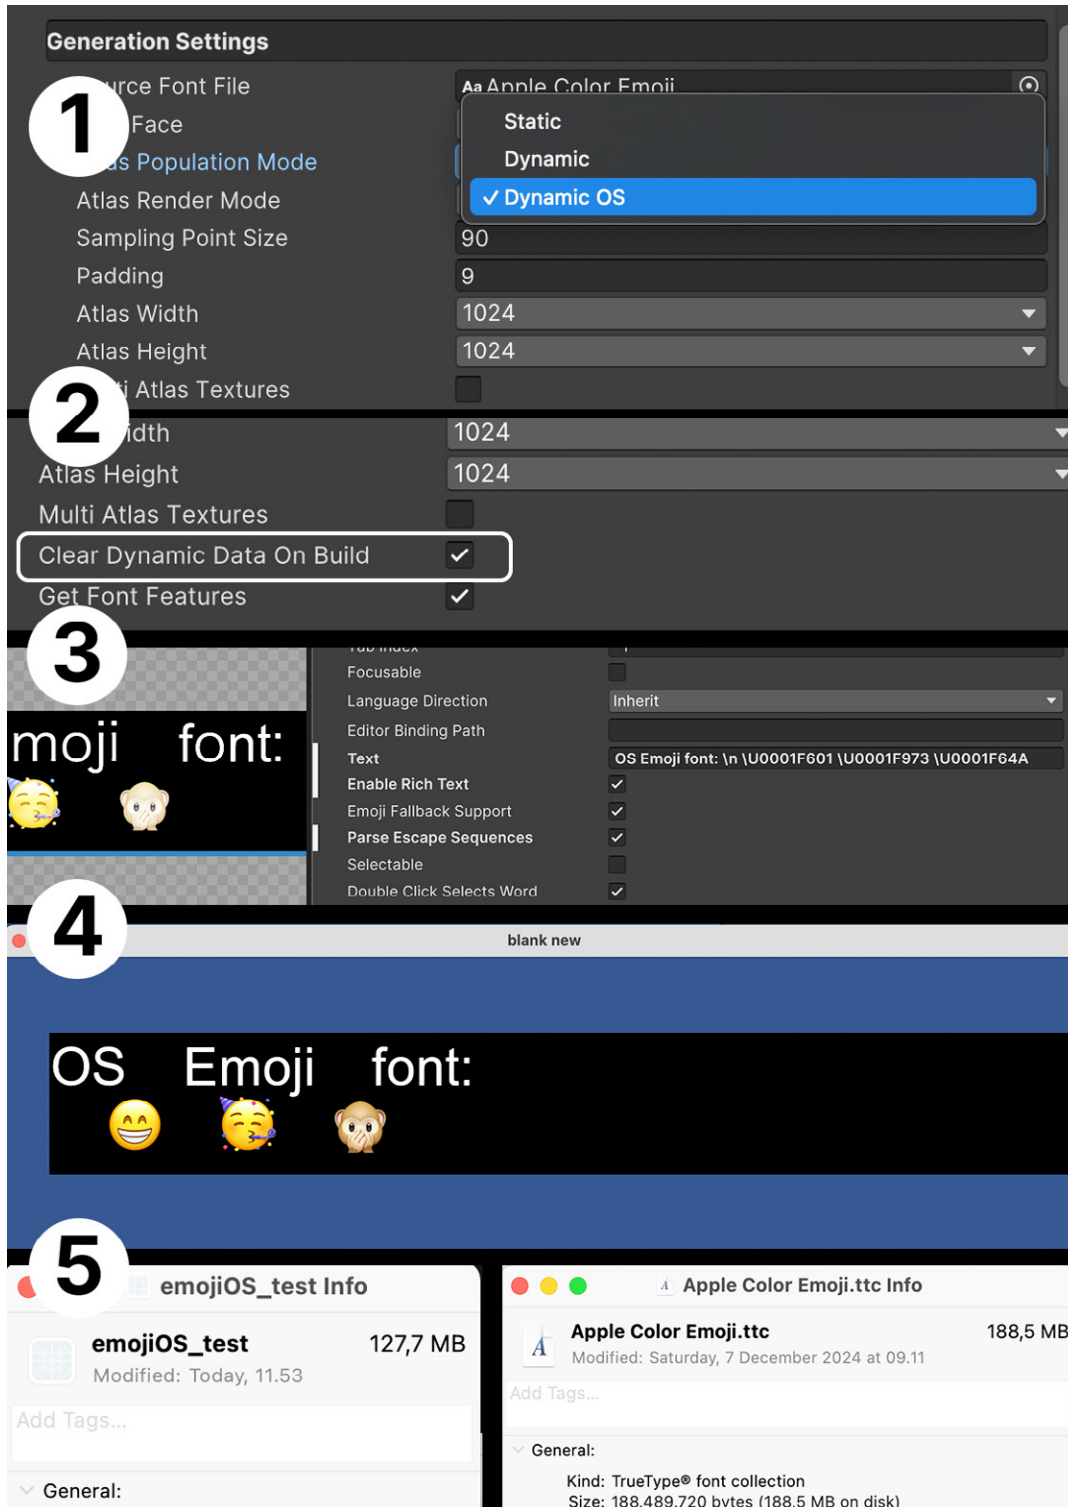 Generation Settings
1
urce Font File Aa Apple Color Emoji
Face
Static
s Population Mode
Dynamic
Atlas Render Mode
✓ Dynamic OS
Sampling Point Size 90
Padding 9
Atlas Width 1024
Atlas Height 1024
i Atlas Textures
2
idth 1024
Atlas Height 1024
Multi Atlas Textures
Clear Dynamic Data On Build
Get Font Features
3
Tab Index
Focusable
Language Direction Inherit
Editor Binding Path
moji font:
Text OS Emoji font: \n \U0001F601 \U0001F973 \U0001F64A
Enable Rich Text
Emoji Fallback Support
Parse Escape Sequences
Selectable
Double Click Selects Word
4
blank new
OS Emoji font:
😁 🥳 🙊
5
emojiOS_test Info
emojiOS_test 127,7 MB
Modified: Today, 11.53
Add Tags...
General:
Apple Color Emoji.ttc Info
Apple Color Emoji.ttc 188,5 MB
Modified: Saturday, 7 December 2024 at 09.11
Add Tags...
General:
Kind: TrueType® font collection
Size: 188.489.720 bytes (188,5 MB on disk)